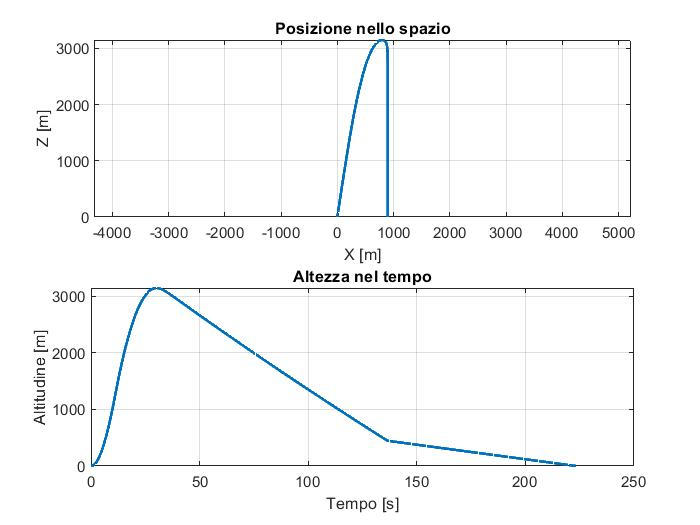 Posizione nello spazio
3000
2000
1000
0
Z [m]
-4000 -3000 -2000 -1000 0 1000 2000 3000 4000 5000
X [m]
Altezza nel tempo
3000
2000
1000
0
Altitudine [m]
0 50 100 150 200 250
Tempo [s]